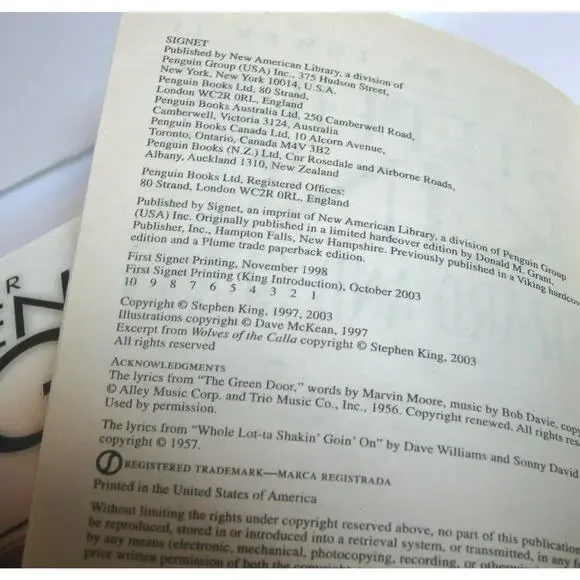 SIGNET
Published by New American Library, a division of
Penguin Group (USA) Inc., 375 Hudson Street,
New York, New York 10014, U.S.A.
Penguin Books Ltd, 80 Strand,
London WC2R 0RL, England
Penguin Books Australia Ltd, 250 Camberwell Road,
Camberwell, Victoria 3124, Australia
Penguin Books Canada Ltd, 10 Alcorn Avenue,
Toronto, Ontario, Canada M4V 3B2
Penguin Books (N.Z.) Ltd, Cnr Rosedale and Airborne Roads,
Albany, Auckland 1310, New Zealand
Penguin Books Ltd, Registered Offices:
80 Strand, London WC2R 0RL, England
Published by Signet, an imprint of New American Library, a division of Penguin Group
(USA) Inc. Originally published in a limited hardcover edition by Donald M. Grant,
Publisher, Inc., Hampton Falls, New Hampshire. Previously published in a Viking hardcov
edition and a Plume trade paperback edition.
First Signet Printing, November 1998
First Signet Printing (King Introduction), October 2003
10 9 8 7 6 5 4 3 2 1
Copyright © Stephen King, 1997, 2003
Illustrations copyright © Dave McKean, 1997
Excerpt from Wolves of the Calla copyright © Stephen King, 2003
All rights reserved
ACKNOWLEDGMENTS
The lyrics from "The Green Door," words by Marvin Moore, music by Bob Davie, copy
© Alley Music Corp. and Trio Music Co., Inc., 1956. Copyright renewed. All rights rese
Used by permission.
The lyrics from "Whole Lot-ta Shakin' Goin' On" by Dave Williams and Sonny David
copyright © 1957.
REGISTERED TRADEMARK—MARCA REGISTRADA
Printed in the United States of America
Without limiting the rights under copyright reserved above, no part of this publication
be reproduced, stored in or introduced into a retrieval system, or transmitted, in any f
by any means (electronic, mechanical, photocopying, recording, or otherwise
prior written permission of both the